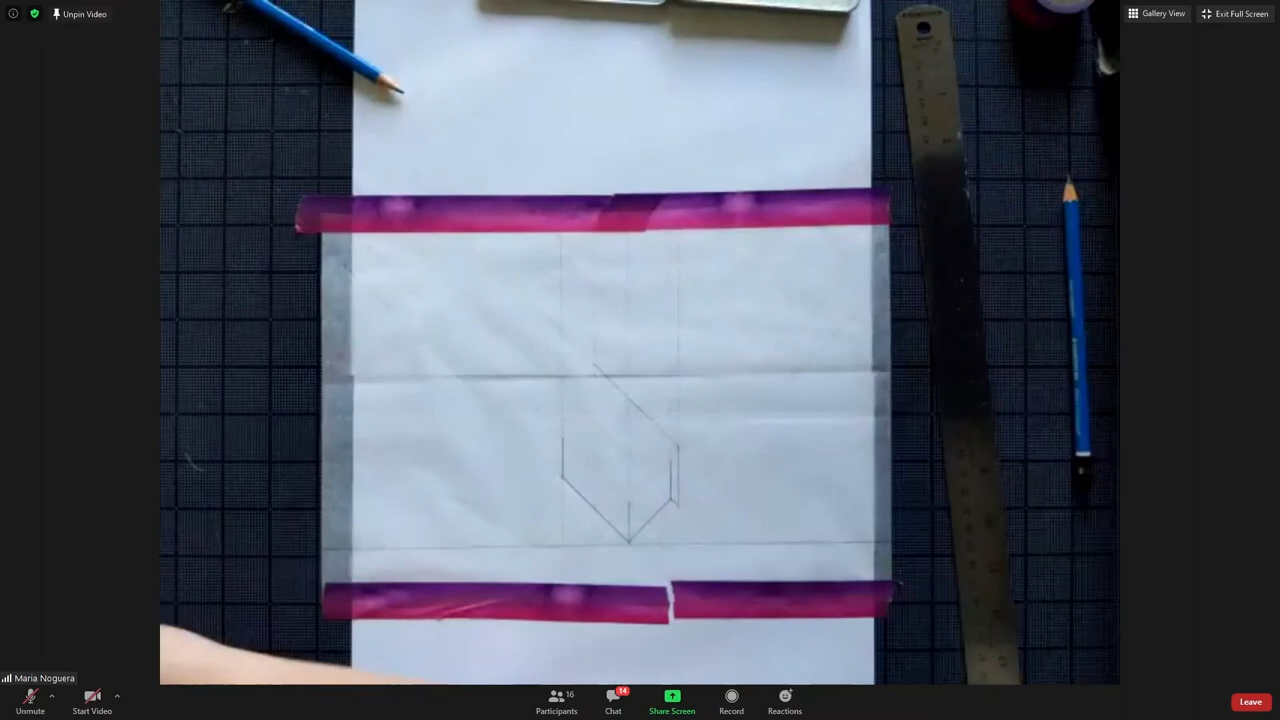 Unpin Video
Gallery View
Exit Full Screen
Maria Noguera
Unmute
Start Video
16
Participants
14
Chat
Share Screen
Record
Reactions
Leave